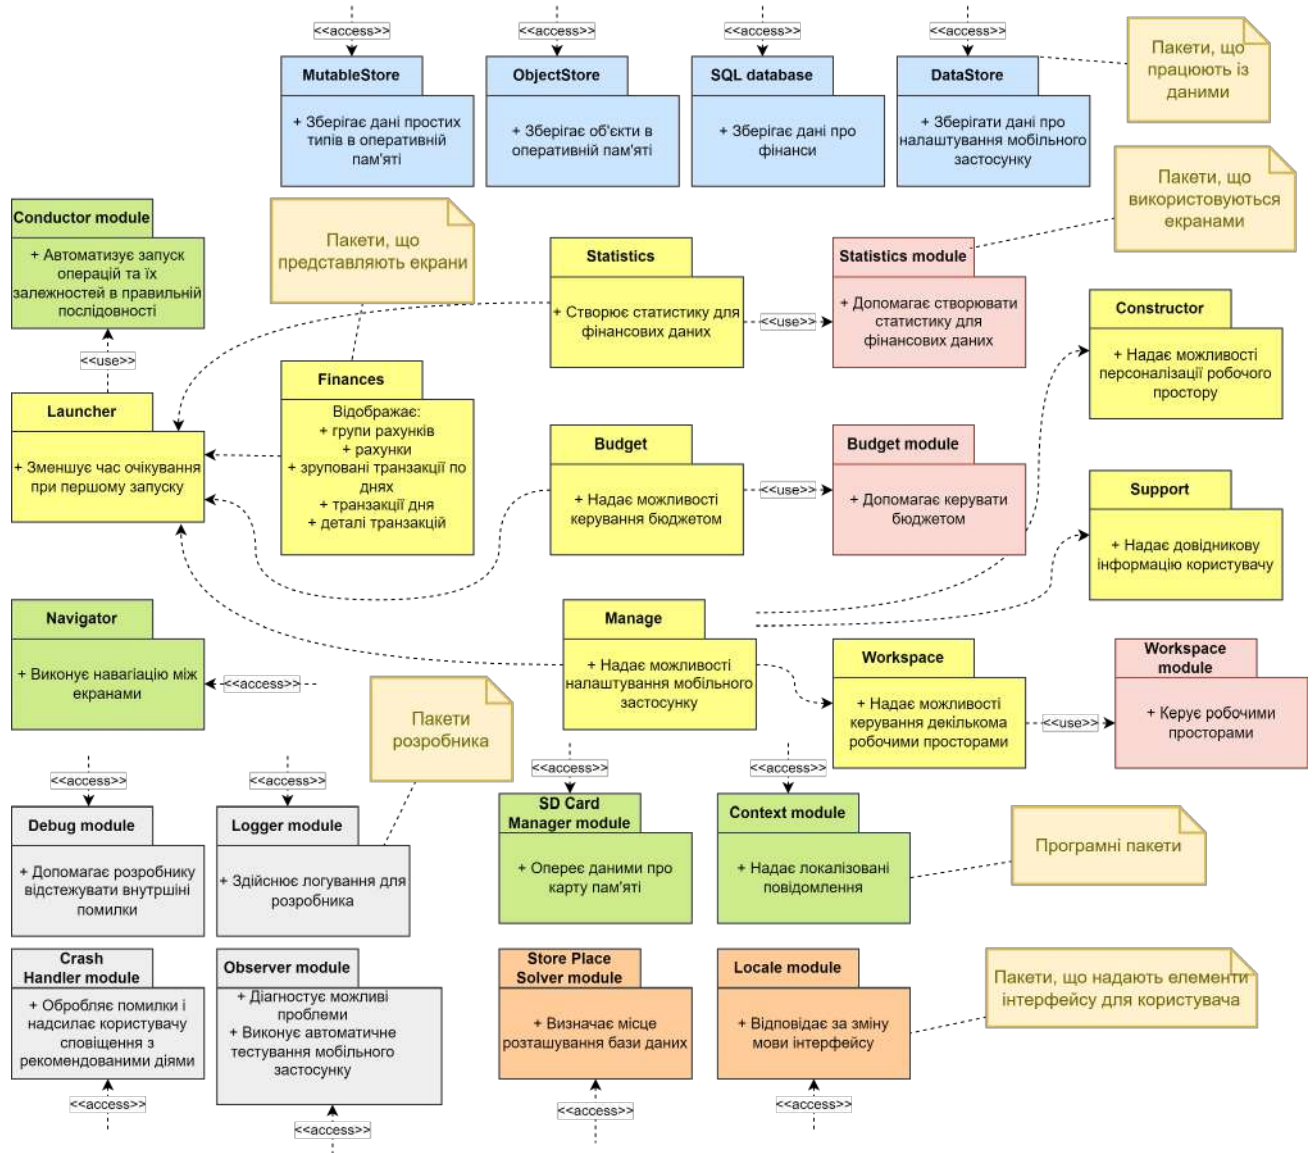 <<access>>
<<access>>
<<access>>
<<access>>
MutableStore
+ Зберігає дані простих
типів в оперативній
пам'яті
ObjectStore
+ Зберігає об'єкти в
оперативній пам'яті
SQL database
+ Зберігає дані про
фінанси
DataStore
+ Зберігати дані про
налаштування мобільного
застосунку
Пакети, що
працюють із
даними
Пакети, що
використовуються
екранами
Conductor module
+ Автоматизує запуск
операцій та їх
залежностей в правильній
послідовності
Пакети, що
представляють екрани
Statistics
+ Створює статистику для
фінансових даних
<<use>>
Statistics module
+ Допомагає створювати
статистику для
фінансових даних
Constructor
+ Надає можливості
персоналізації робочого
простору
<<use>>
Launcher
+ Зменшує час очікування
при першому запуску
Finances
Відображає:
+ групи рахунків
+ рахунки
+ зруповані транзакції по
днях
+ транзакції дня
+ деталі транзакцій
Budget
+ Надає можливості
керування бюджетом
<<use>>
Budget module
+ Допомагає керувати
бюджетом
Support
+ Надає довідникову
інформацію користувачу
Navigator
+ Виконує навагіацію між
екранами
<<access>>
Manage
+ Надає можливості
налаштування мобільного
застосунку
Workspace
+ Надає можливості
керування декількома
робочими просторами
<<use>>
Workspace
module
+ Керує робочими
просторами
Пакети
розробника
<<access>>
<<access>>
<<access>>
<<access>>
Debug module
+ Допомагає розробнику
відстежувати внутршіні
помилки
Logger module
+ Здійснює логування для
розробника
SD Card
Manager module
+ Опереє даними про
карту пам'яті
Context module
+ Надає локалізовані
повідомлення
Програмні пакети
Crash
Handler module
+ Обробляє помилки і
надсилає користувачу
сповіщення з
рекомендованими діями
Observer module
+ Діагностує можливі
проблеми
+ Виконує автоматичне
тестування мобільного
застосунку
Store Place
Solver module
+ Визначає місце
розташування бази даних
Locale module
+ Відповідає за зміну
мови інтерфейсу
Пакети, що надають елементи
інтерфейсу для користувача
<<access>>
<<access>>
<<access>>
<<access>>